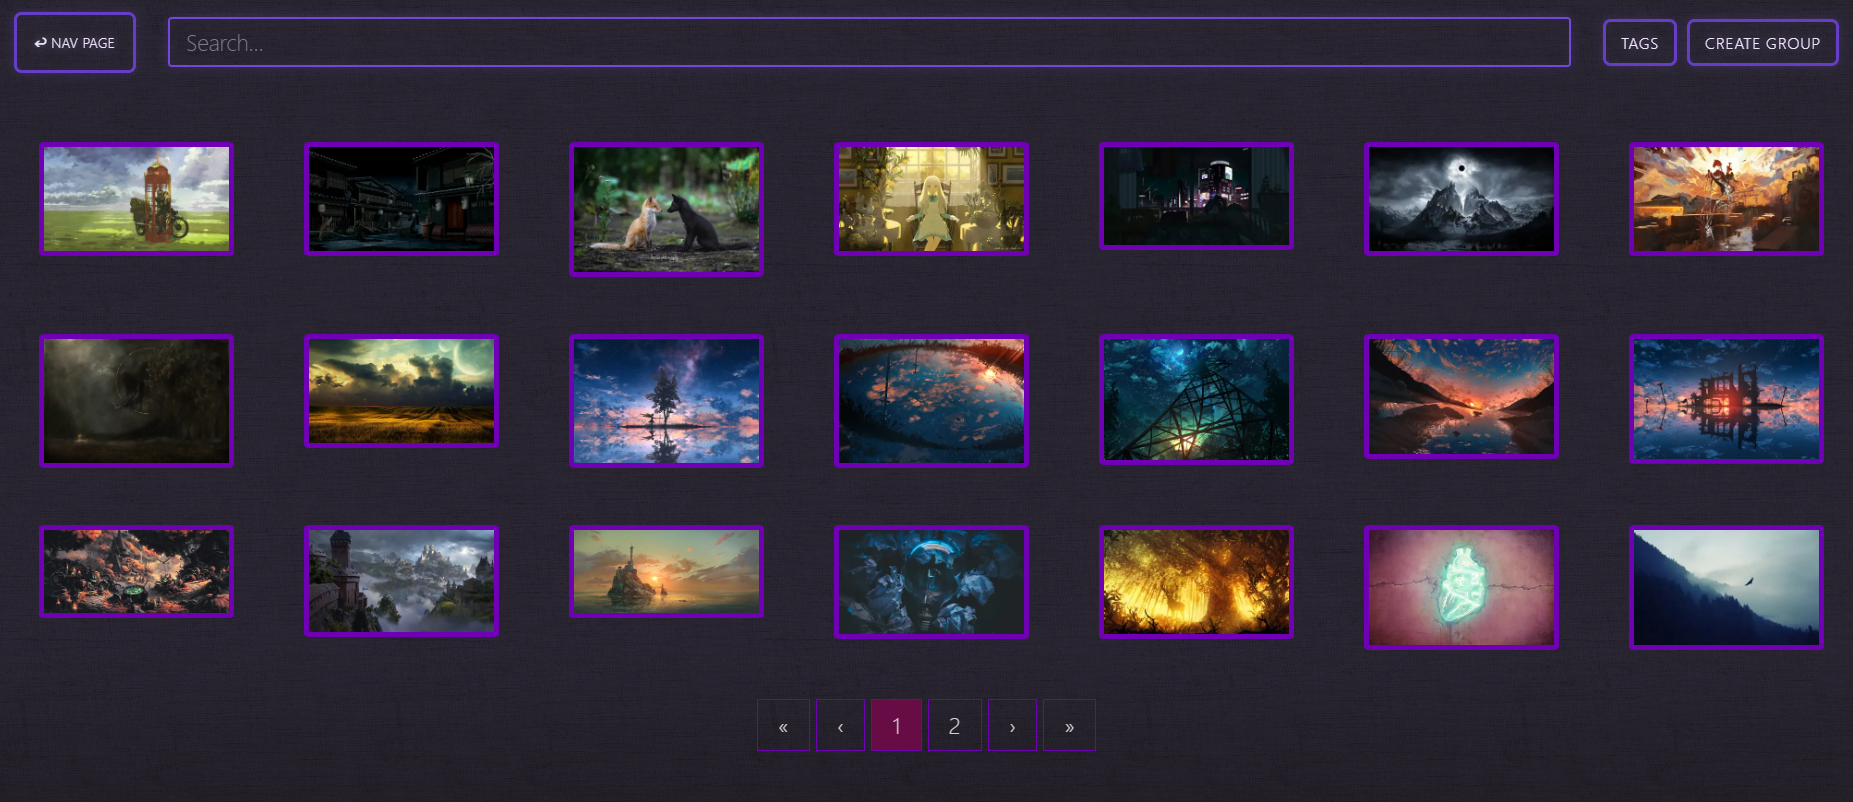 ↩ NAV PAGE
Search...
TAGS
CREATE GROUP
« ‹ 1 2 › »